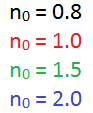 n₀ = 0.8
n₀ = 1.0
n₀ = 1.5
n₀ = 2.0